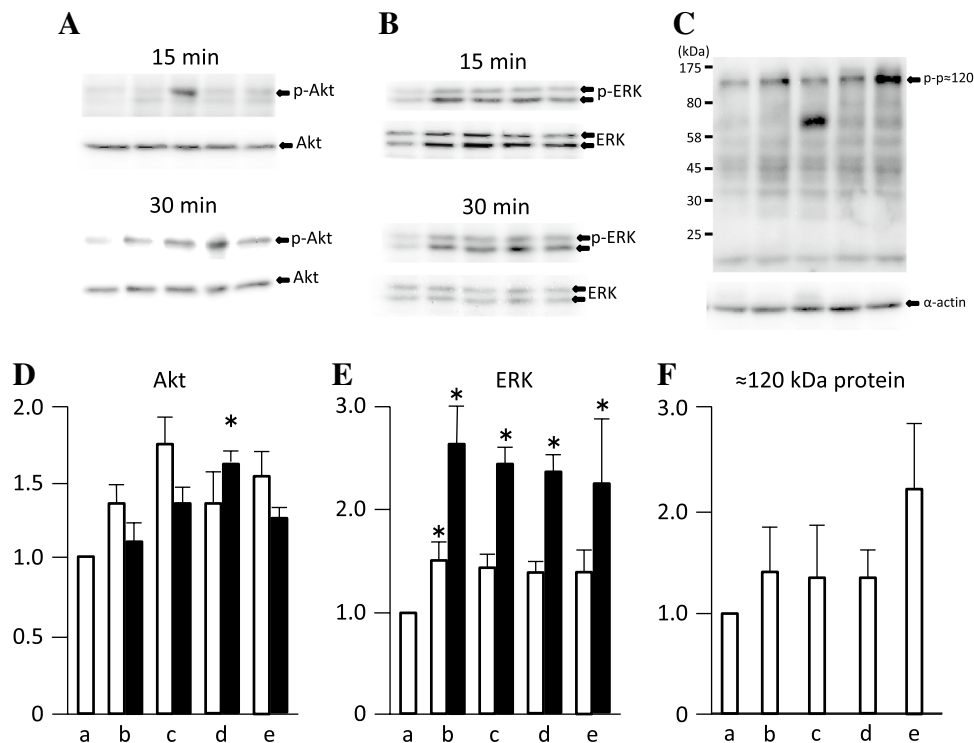 A
15 min
p-Akt
Akt
30 min
p-Akt
Akt
B
15 min
p-ERK
ERK
30 min
p-ERK
ERK
C
(kDa)
175
80
58
45
30
25
p-p≈120
α-actin
D
Akt
2.0
1.5
1.0
0.5
0
*
a b c d e
E
ERK
3.0
2.0
1.0
0
* * * * *
a b c d e
F
≈120 kDa protein
3.0
2.0
1.0
0
a b c d e